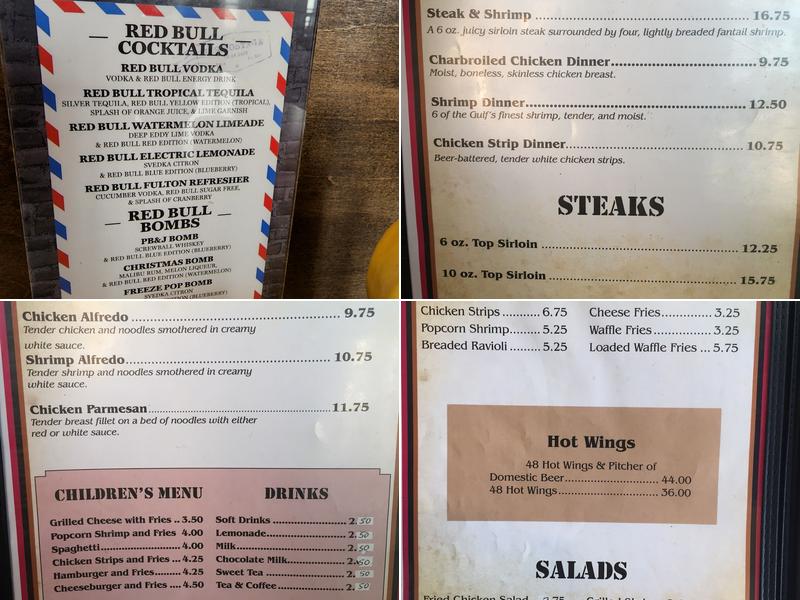 RED BULL
COCKTAILS
RED BULL VODKA
VODKA & RED BULL ENERGY DRINK
RED BULL TROPICAL TEQUILA
SILVER TEQUILA, RED BULL YELLOW EDITION (TROPICAL),
SPLASH OF ORANGE JUICE, & LIME GARNISH
RED BULL WATERMELON LIMEADE
DEEP EDDY LIME VODKA
& RED BULL RED EDITION (WATERMELON)
RED BULL ELECTRIC LEMONADE
SVEDKA CITRON
& RED BULL BLUE EDITION (BLUEBERRY)
RED BULL FULTON REFRESHER
CUCUMBER VODKA, RED BULL SUGAR FREE,
& SPLASH OF CRANBERRY
RED BULL
BOMBS
PB&J BOMB
SCREWBALL WHISKEY
& RED BULL BLUE EDITION (BLUEBERRY)
CHRISTMAS BOMB
MALIBU RUM, MELON LIQUEUR,
& RED BULL RED EDITION (WATERMELON)
FREEZE POP BOMB
SVEDKA CITRON
EDITION (BLUEBERRY)
Steak & Shrimp 16.75
A 6 oz. juicy sirloin steak surrounded by four, lightly breaded fantail shrimp.
Charbroiled Chicken Dinner 9.75
Moist, boneless, skinless chicken breast.
Shrimp Dinner 12.50
6 of the Gulf's finest shrimp, tender, and moist.
Chicken Strip Dinner 10.75
Beer-battered, tender white chicken strips.
STEAKS
6 oz. Top Sirloin 12.25
10 oz. Top Sirloin 15.75
Chicken Alfredo 9.75
Tender chicken and noodles smothered in creamy
white sauce.
Shrimp Alfredo 10.75
Tender shrimp and noodles smothered in creamy
white sauce.
Chicken Parmesan 11.75
Tender breast fillet on a bed of noodles with either
red or white sauce.
CHILDREN'S MENU
Grilled Cheese with Fries .. 3.50
Popcorn Shrimp and Fries 4.00
Spaghetti 4.00
Chicken Strips and Fries ... 4.25
Hamburger and Fries 4.25
Cheeseburger and Fries .... 4.50
DRINKS
Soft Drinks 2.50
Lemonade 2.50
Milk 2.50
Chocolate Milk 2.50
Sweet Tea 2.50
Tea & Coffee 2.50
Chicken Strips 6.75
Popcorn Shrimp 5.25
Breaded Ravioli 5.25
Cheese Fries 3.25
Waffle Fries 3.25
Loaded Waffle Fries ... 5.75
Hot Wings
48 Hot Wings & Pitcher of
Domestic Beer 44.00
48 Hot Wings 36.00
SALADS
Fried Chicken Salad